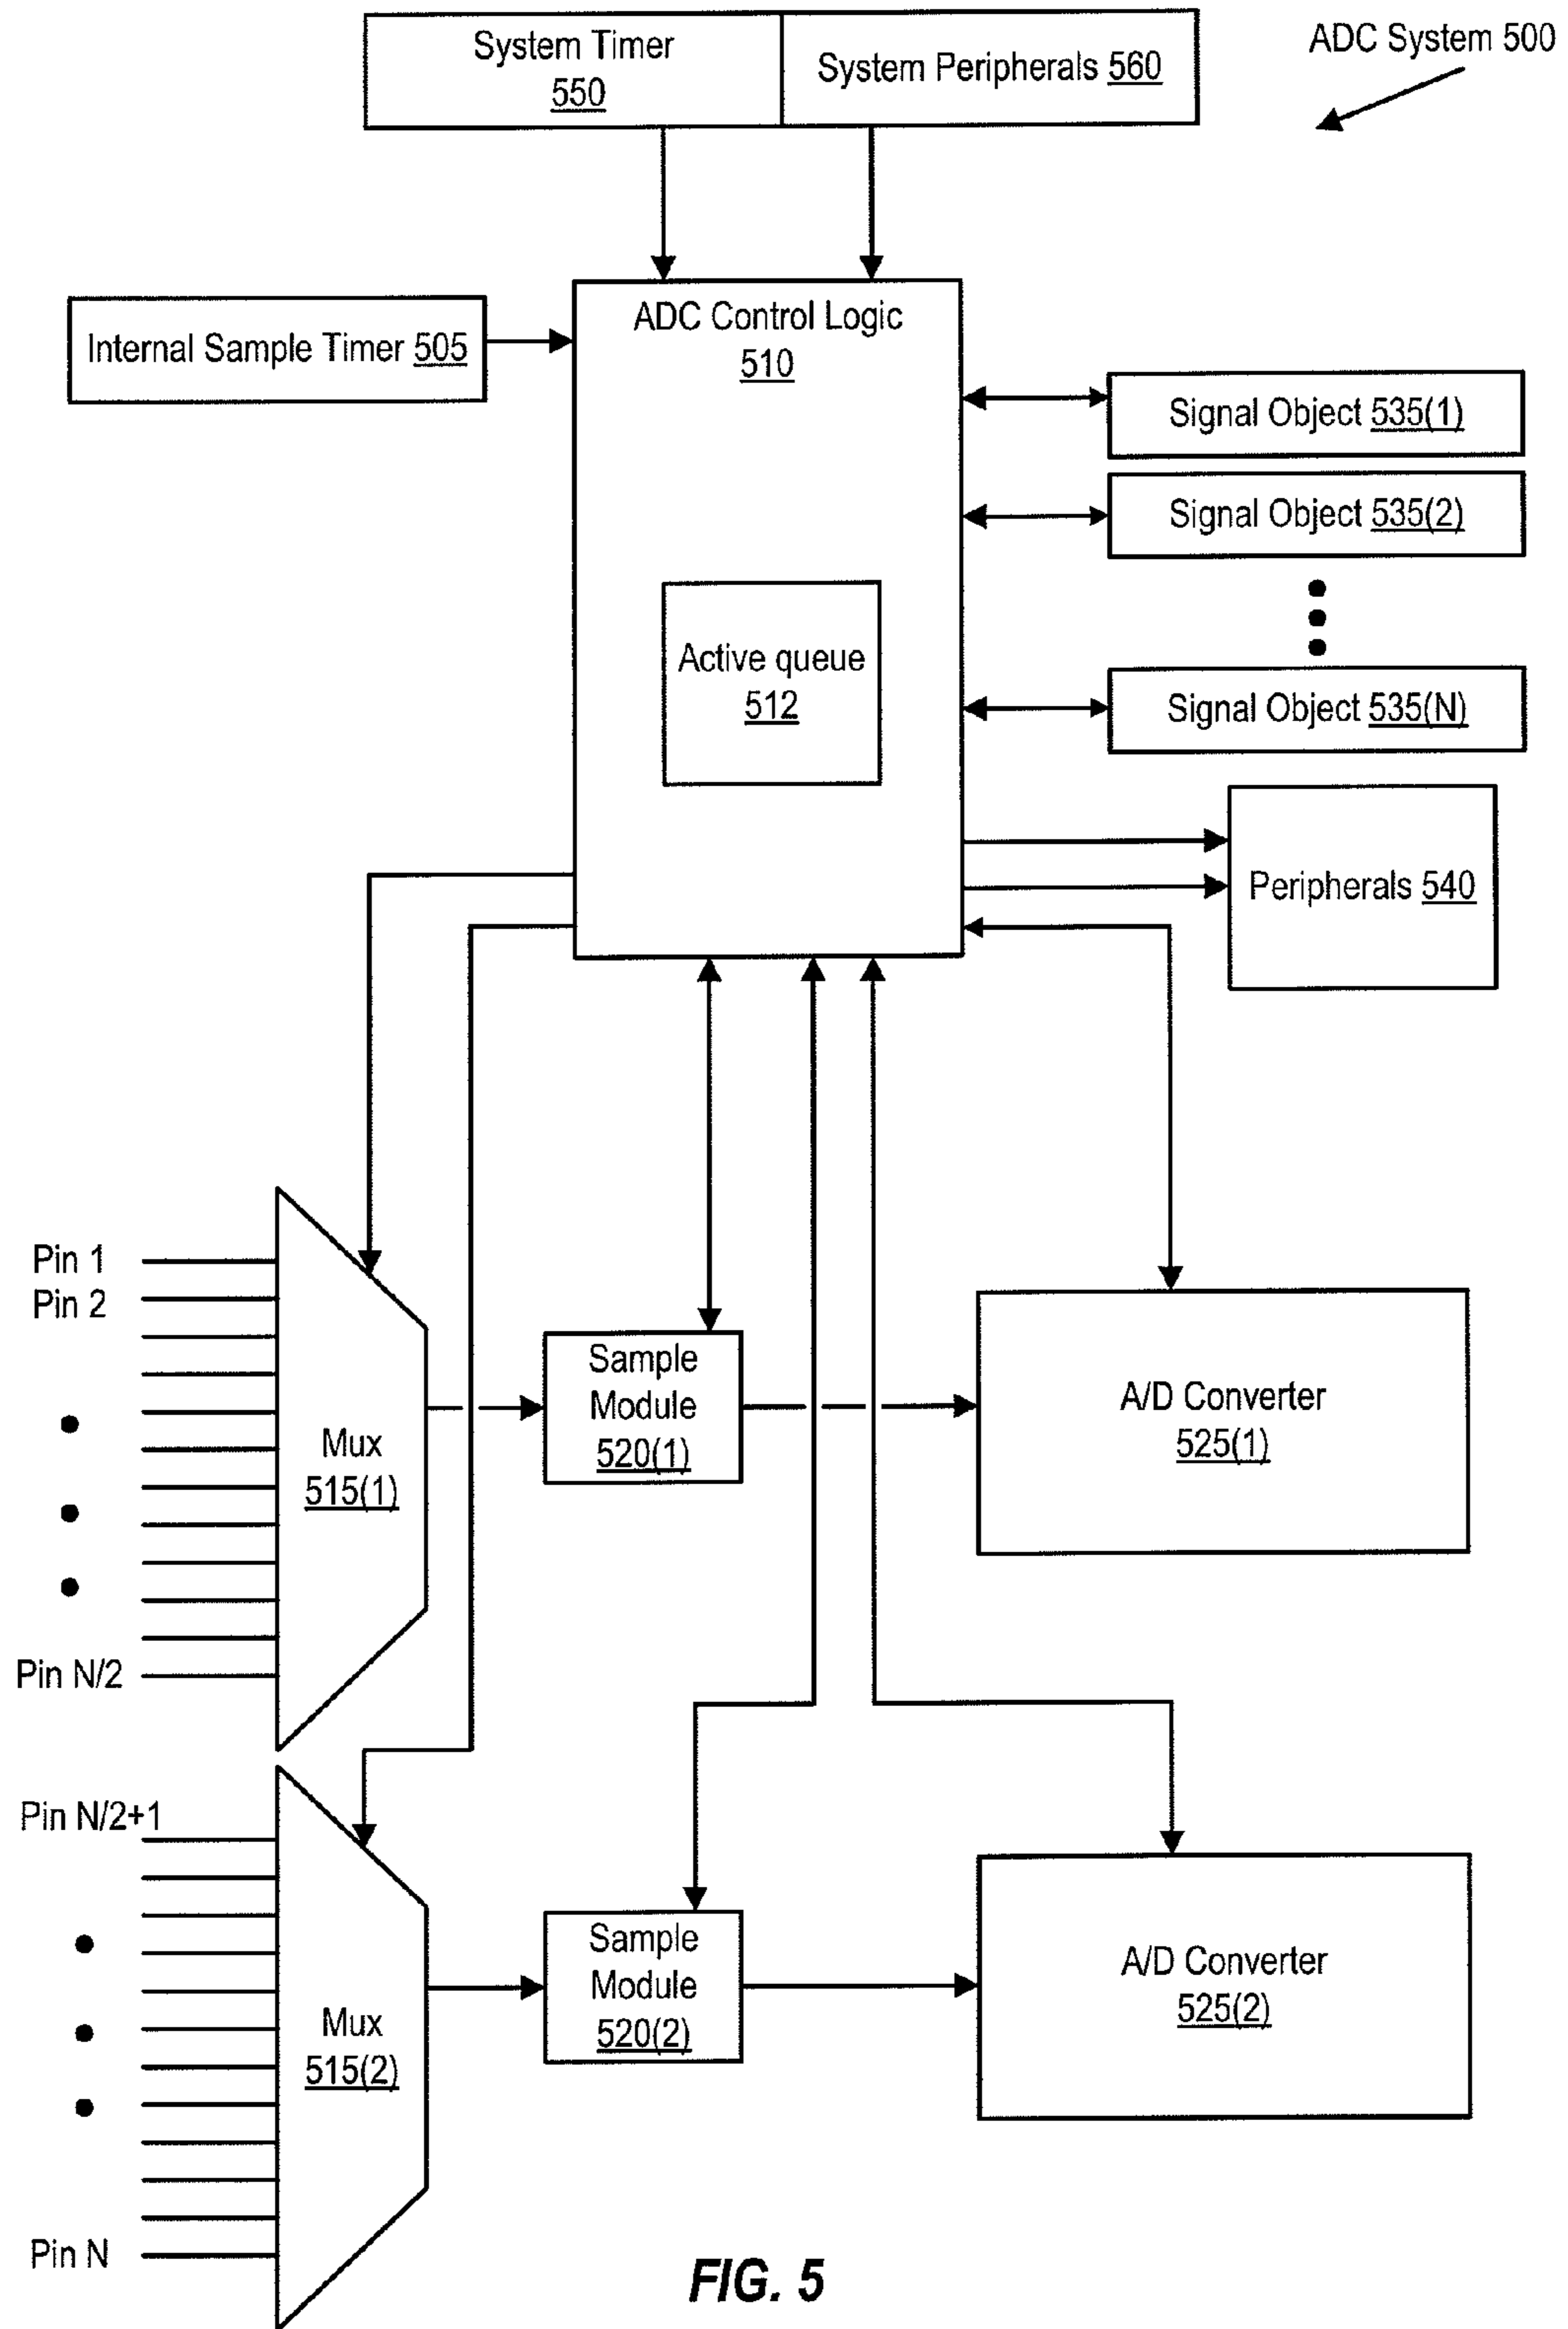 ADC System 500
System Timer
550
System Peripherals 560
Internal Sample Timer 505
ADC Control Logic
510
Signal Object 535(1)
Signal Object 535(2)
Active queue
512
Signal Object 535(N)
Peripherals 540
Pin 1
Pin 2
Pin N/2
Mux
515(1)
Sample
Module
520(1)
A/D Converter
525(1)
Pin N/2+1
Pin N
Mux
515(2)
Sample
Module
520(2)
A/D Converter
525(2)
FIG. 5